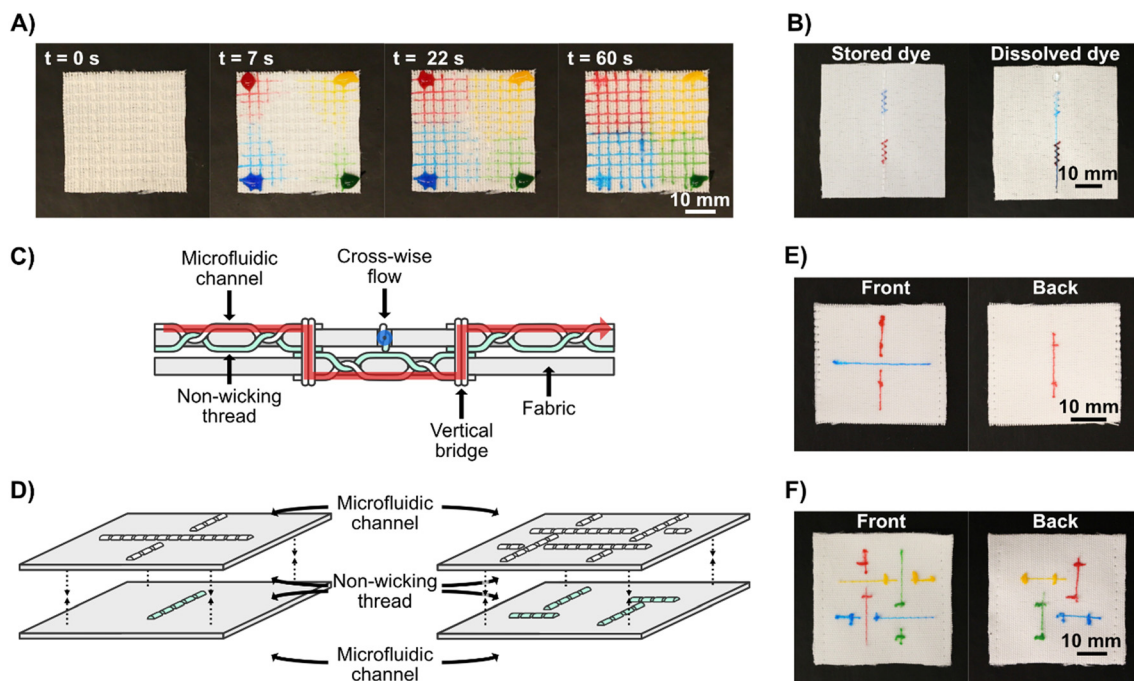 A)
t = 0 s
t = 7 s
t = 22 s
t = 60 s
10 mm
B)
Stored dye
Dissolved dye
10 mm
C)
Microfluidic
channel
Cross-wise
flow
Non-wicking
thread
Vertical
bridge
Fabric
D)
Microfluidic
channel
Non-wicking
thread
Microfluidic
channel
E)
Front
Back
10 mm
F)
Front
Back
10 mm